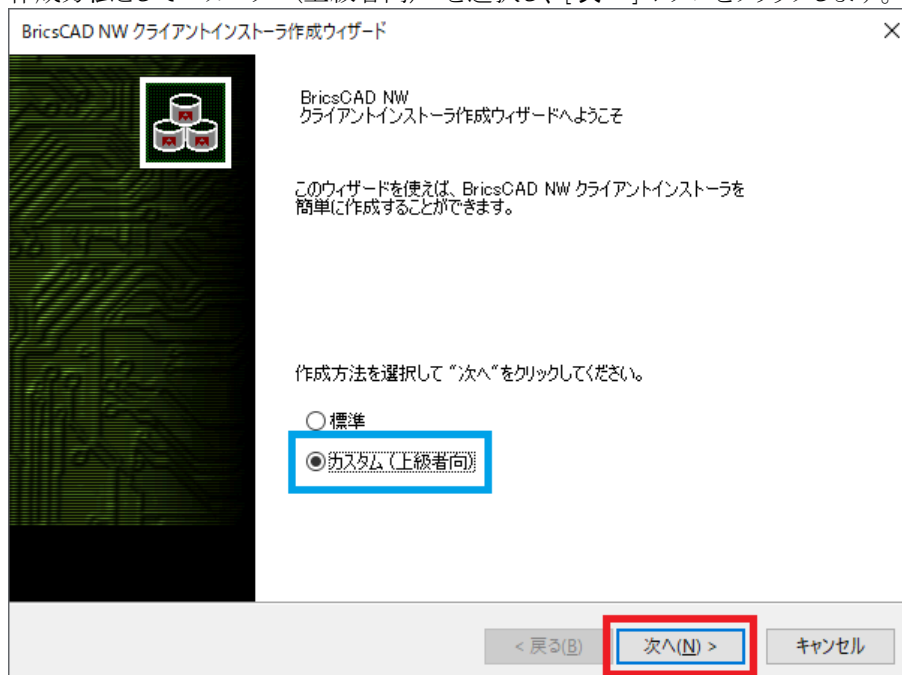 BricsCAD NW クライアントインストーラ作成ウィザード
BricsCAD NW
クライアントインストーラ作成ウィザードへようこそ
このウィザードを使えば、BricsCAD NW クライアントインストーラを
簡単に作成することができます。
作成方法を選択して “次へ“をクリックしてください。
標準
カスタム（上級者向）
< 戻る(B)
次へ(N) >
キャンセル